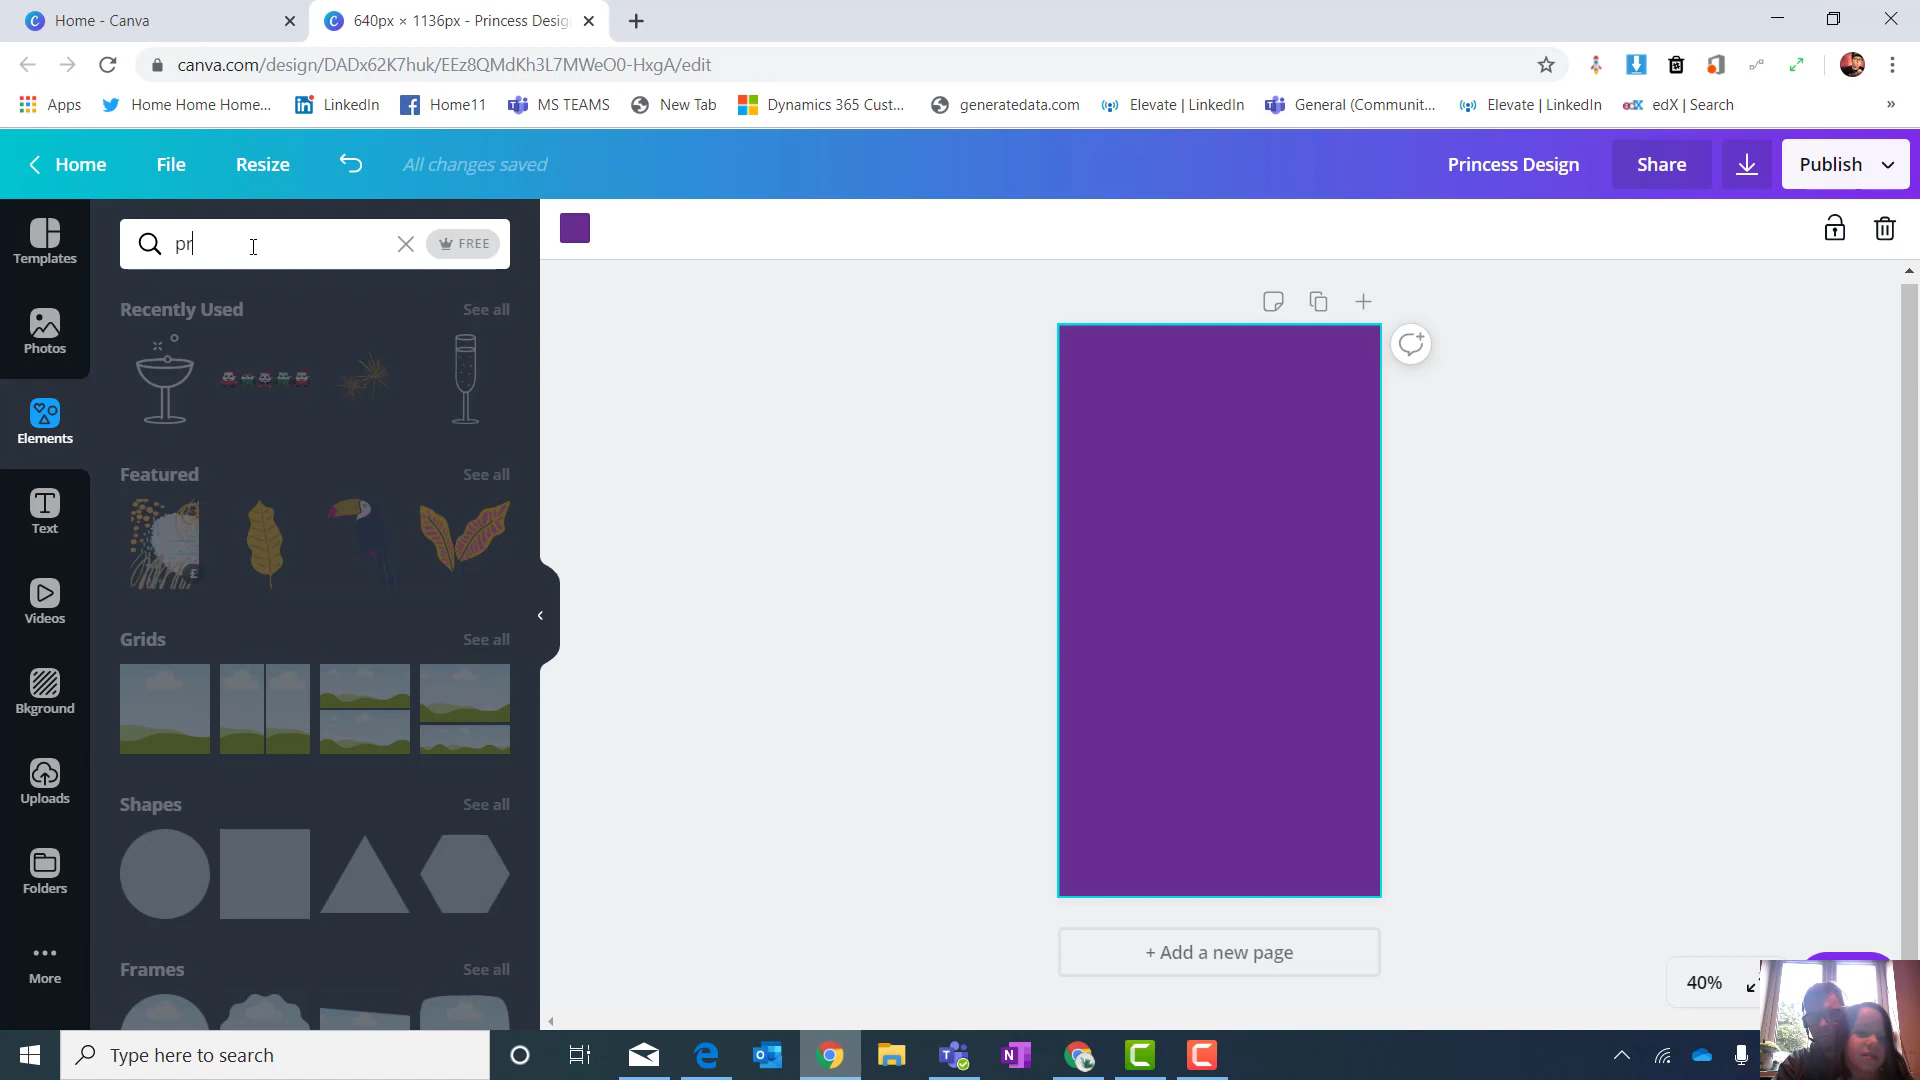 Home - Canva
640px × 1136px - Princess Desig
canva.com/design/DADx62K7huk/EEz8QMdKh3L7MWeO0-HxgA/edit
Apps
Home Home Home...
LinkedIn
Home11
MS TEAMS
New Tab
Dynamics 365 Cust...
generatedata.com
Elevate | LinkedIn
General (Communit...
Elevate | LinkedIn
edX | Search
»
Home
File
Resize
All changes saved
Princess Design
Share
Publish
Templates
Photos
Elements
Text
Videos
Bkground
Uploads
Folders
More
pr
FREE
Recently Used
See all
Featured
See all
£
Grids
See all
Shapes
See all
Frames
See all
+ Add a new page
40%
Type here to search